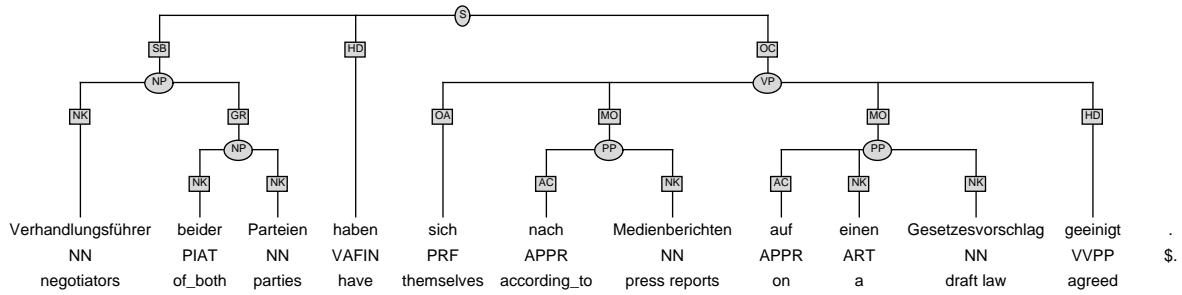 S
SB HD OC
NP VP
NK GR OA MO MO HD
NP PP PP
NK NK AC NK AC NK NK
Verhandlungsführer beider Parteien haben sich nach Medienberichten auf einen Gesetzesvorschlag geeinigt .
NN PIAT NN VAFIN PRF APPR NN APPR ART NN VVPP $.
negotiators of_both parties have themselves according_to press reports on a draft law agreed